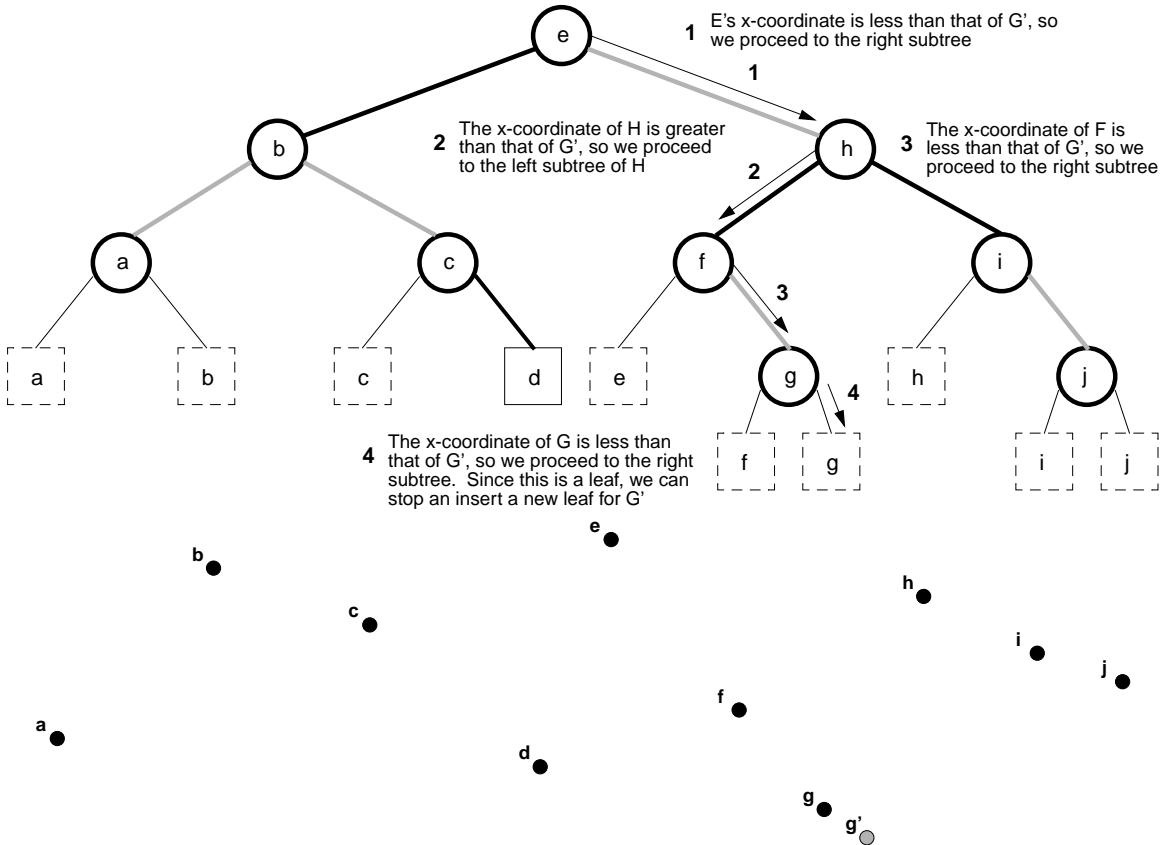 e
1 E's x-coordinate is less than that of G’, so
we proceed to the right subtree
1
b
2 The x-coordinate of H is greater
than that of G’, so we proceed
to the left subtree of H
h
3 The x-coordinate of F is
less than that of G’, so we
proceed to the right subtree
2
a
c
f
i
3
a
b
c
d
e
g
h
j
4
4 The x-coordinate of G is less than
that of G’, so we proceed to the right
subtree. Since this is a leaf, we can
stop an insert a new leaf for G’
f
g
i
j
e
b
h
c
i
j
f
a
d
g
g’